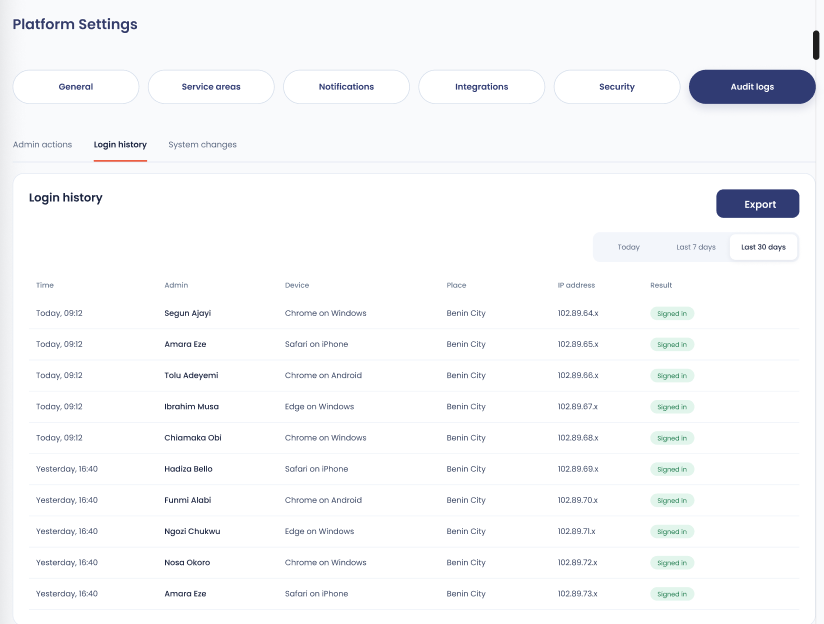 Platform Settings
General Service areas Notifications Integrations Security Audit logs
Admin actions Login history System changes
Login history
Export
Today Last 7 days Last 30 days
Time Admin Device Place IP address Result
Today, 09:12 Segun Ajayi Chrome on Windows Benin City 102.89.64.x Signed in
Today, 09:12 Amara Eze Safari on iPhone Benin City 102.89.65.x Signed in
Today, 09:12 Tolu Adeyemi Chrome on Android Benin City 102.89.66.x Signed in
Today, 09:12 Ibrahim Musa Edge on Windows Benin City 102.89.67.x Signed in
Today, 09:12 Chiamaka Obi Chrome on Windows Benin City 102.89.68.x Signed in
Yesterday, 16:40 Hadiza Bello Safari on iPhone Benin City 102.89.69.x Signed in
Yesterday, 16:40 Funmi Alabi Chrome on Android Benin City 102.89.70.x Signed in
Yesterday, 16:40 Ngozi Chukwu Edge on Windows Benin City 102.89.71.x Signed in
Yesterday, 16:40 Nosa Okoro Chrome on Windows Benin City 102.89.72.x Signed in
Yesterday, 16:40 Amara Eze Safari on iPhone Benin City 102.89.73.x Signed in